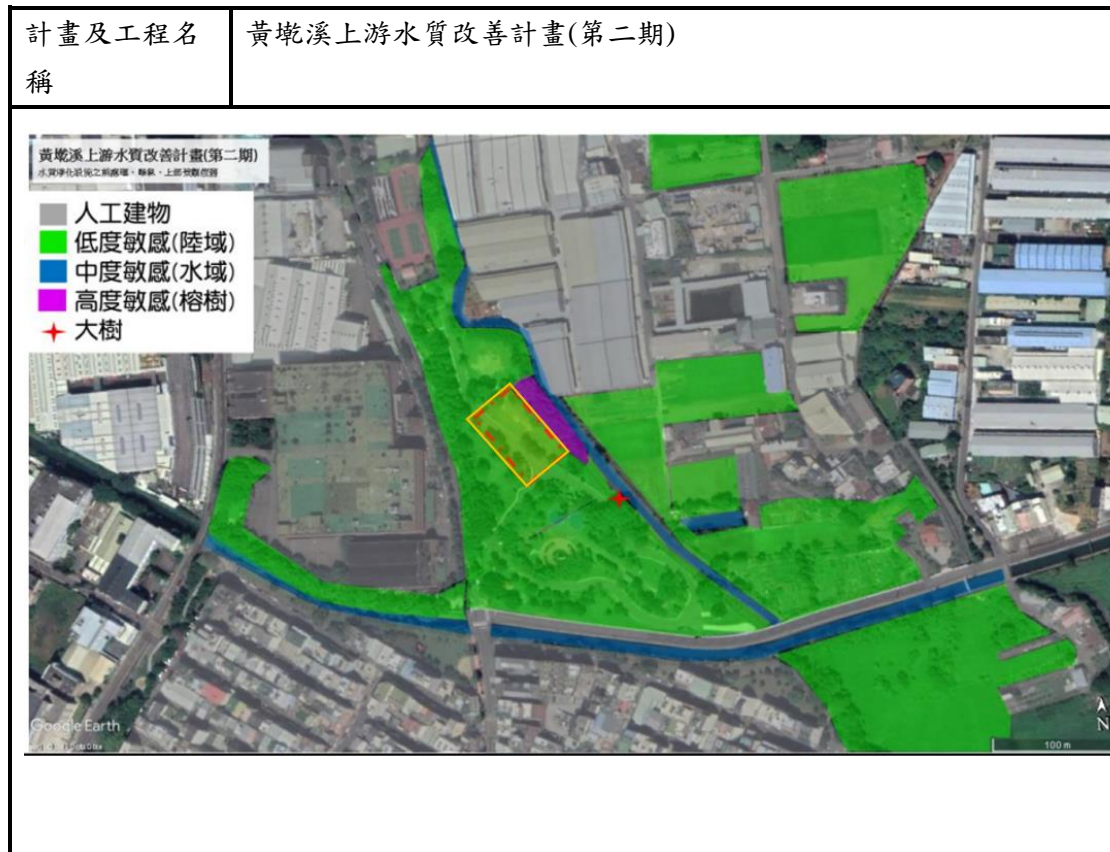 計畫及工程名
稱
黃墘溪上游水質改善計畫(第二期)
黃墘溪上游水質改善計畫(第二期)
人工建物
低度敏感(陸域)
中度敏感(水域)
高度敏感(榕樹)
大樹
Google Earth
N
100 m